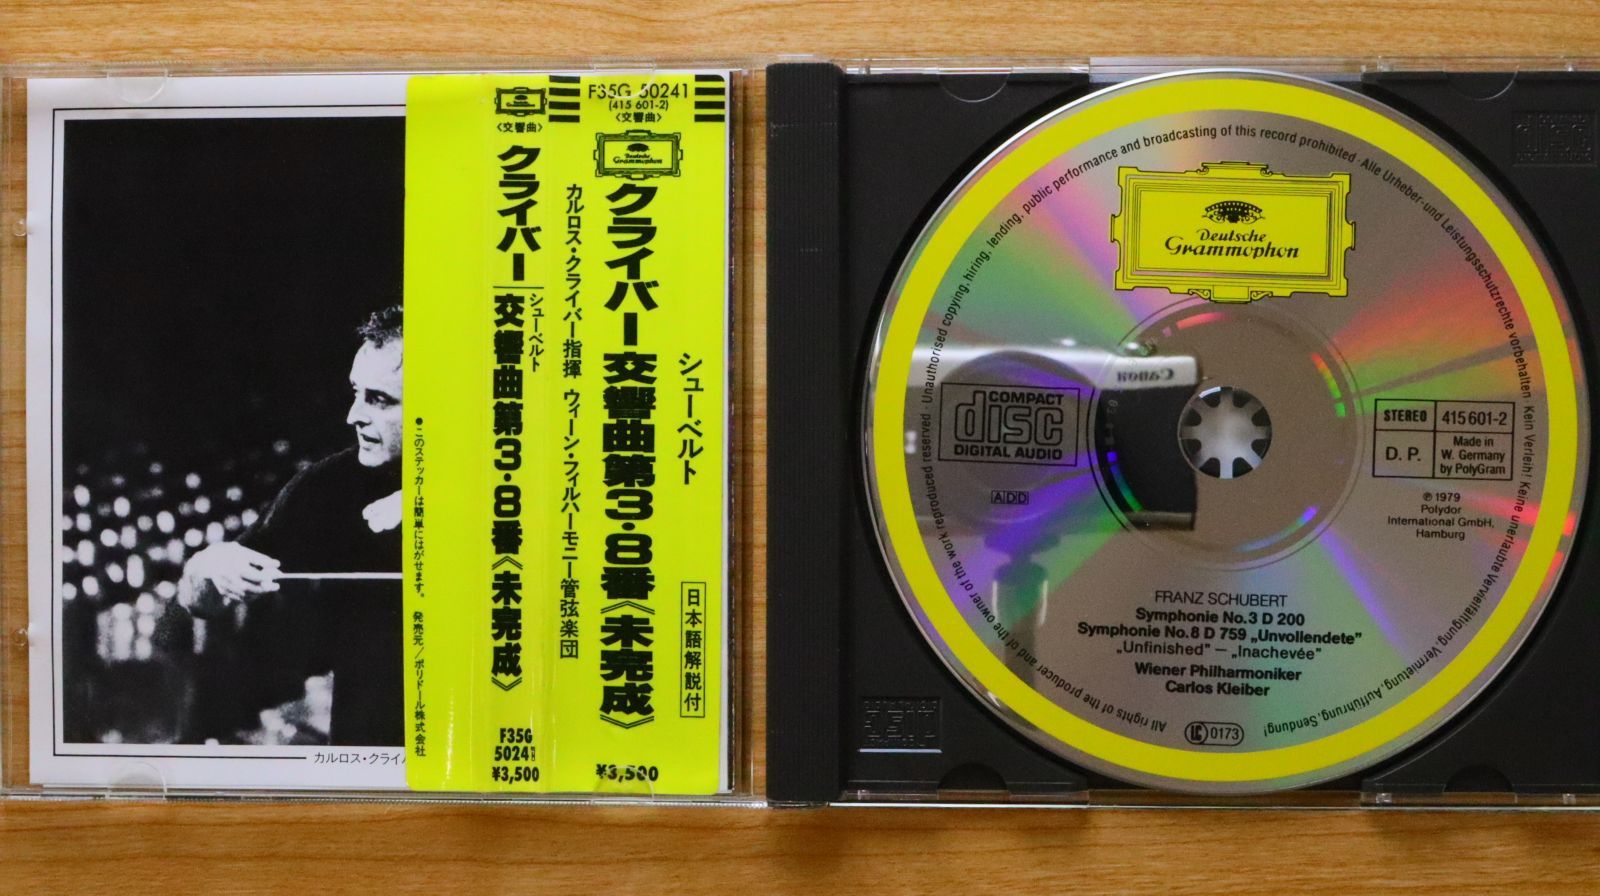 F35G 50241
(415 601-2)
〈交響曲〉
Deutsche
Grammophon
シューベルト
クライバー 交響曲第3・8番《未完成》
カルロス・クライバー指揮 ウィーン・フィルハーモニー管弦楽団
日本語解説付
¥3,500
〈交響曲〉
クライバー
シューベルト
交響曲第3・8番《未完成》
F35G
50241
¥3,500
●このステッカーは簡単にはがせます。 発売元/ポリドール株式会社
カルロス・クライバ
Deutsche
Grammophon
All rights of the producer and of the owner of the work reproduced reserved · Unauthorised copying, hiring, lending, public performance and broadcasting of this record prohibited · Alle Urheber- und Leistungsschutzrechte vorbehalten · Kein Verleih! Keine unerlaubte Vervielfältigung, Vermietung, Aufführung, Sendung!
COMPACT
disc
DIGITAL AUDIO
ADD
Canon
STEREO
415 601-2
D. P.
Made in
W. Germany
by PolyGram
℗ 1979
Polydor
International GmbH,
Hamburg
FRANZ SCHUBERT
Symphonie No. 3 D 200
Symphonie No. 8 D 759 „Unvollendete"
„Unfinished" – „Inachevée"
Wiener Philharmoniker
Carlos Kleiber
LC 0173